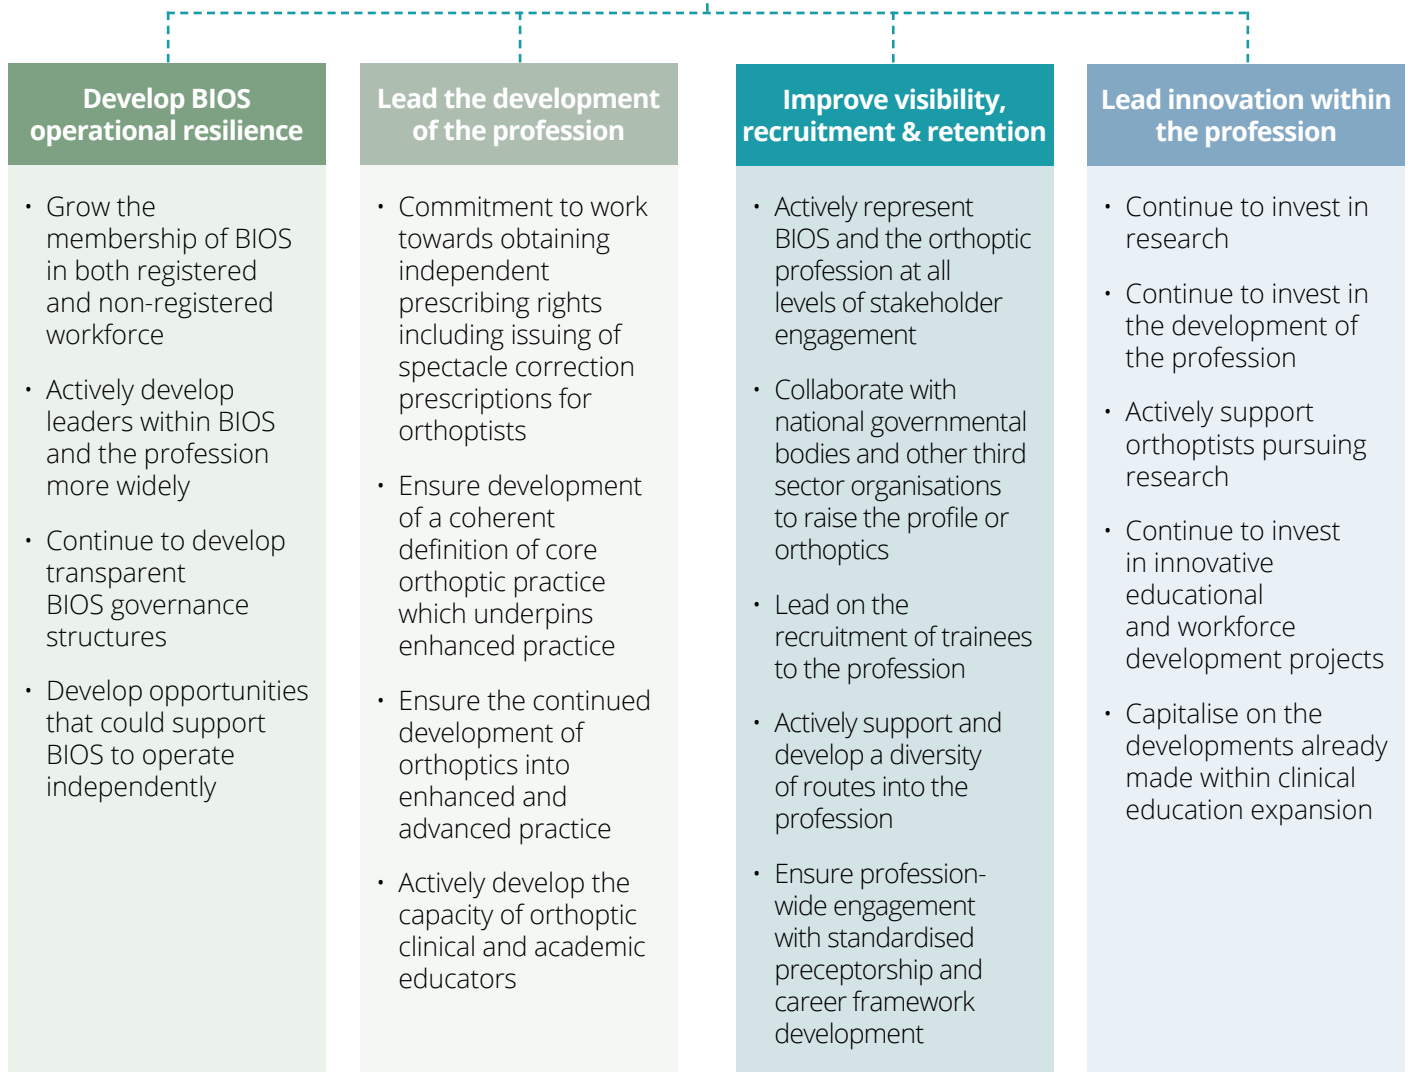 Develop BIOS
operational resilience
• Grow the
membership of BIOS
in both registered
and non-registered
workforce
• Actively develop
leaders within BIOS
and the profession
more widely
• Continue to develop
transparent
BIOS governance
structures
• Develop opportunities
that could support
BIOS to operate
independently
Lead the development
of the profession
• Commitment to work
towards obtaining
independent
prescribing rights
including issuing of
spectacle correction
prescriptions for
orthoptists
• Ensure development
of a coherent
definition of core
orthoptic practice
which underpins
enhanced practice
• Ensure the continued
development of
orthoptics into
enhanced and
advanced practice
• Actively develop the
capacity of orthoptic
clinical and academic
educators
Improve visibility,
recruitment & retention
• Actively represent
BIOS and the orthoptic
profession at all
levels of stakeholder
engagement
• Collaborate with
national governmental
bodies and other third
sector organisations
to raise the profile or
orthoptics
• Lead on the
recruitment of trainees
to the profession
• Actively support and
develop a diversity
of routes into the
profession
• Ensure profession-
wide engagement
with standardised
preceptorship and
career framework
development
Lead innovation within
the profession
• Continue to invest in
research
• Continue to invest in
the development of
the profession
• Actively support
orthoptists pursuing
research
• Continue to invest
in innovative
educational
and workforce
development projects
• Capitalise on the
developments already
made within clinical
education expansion